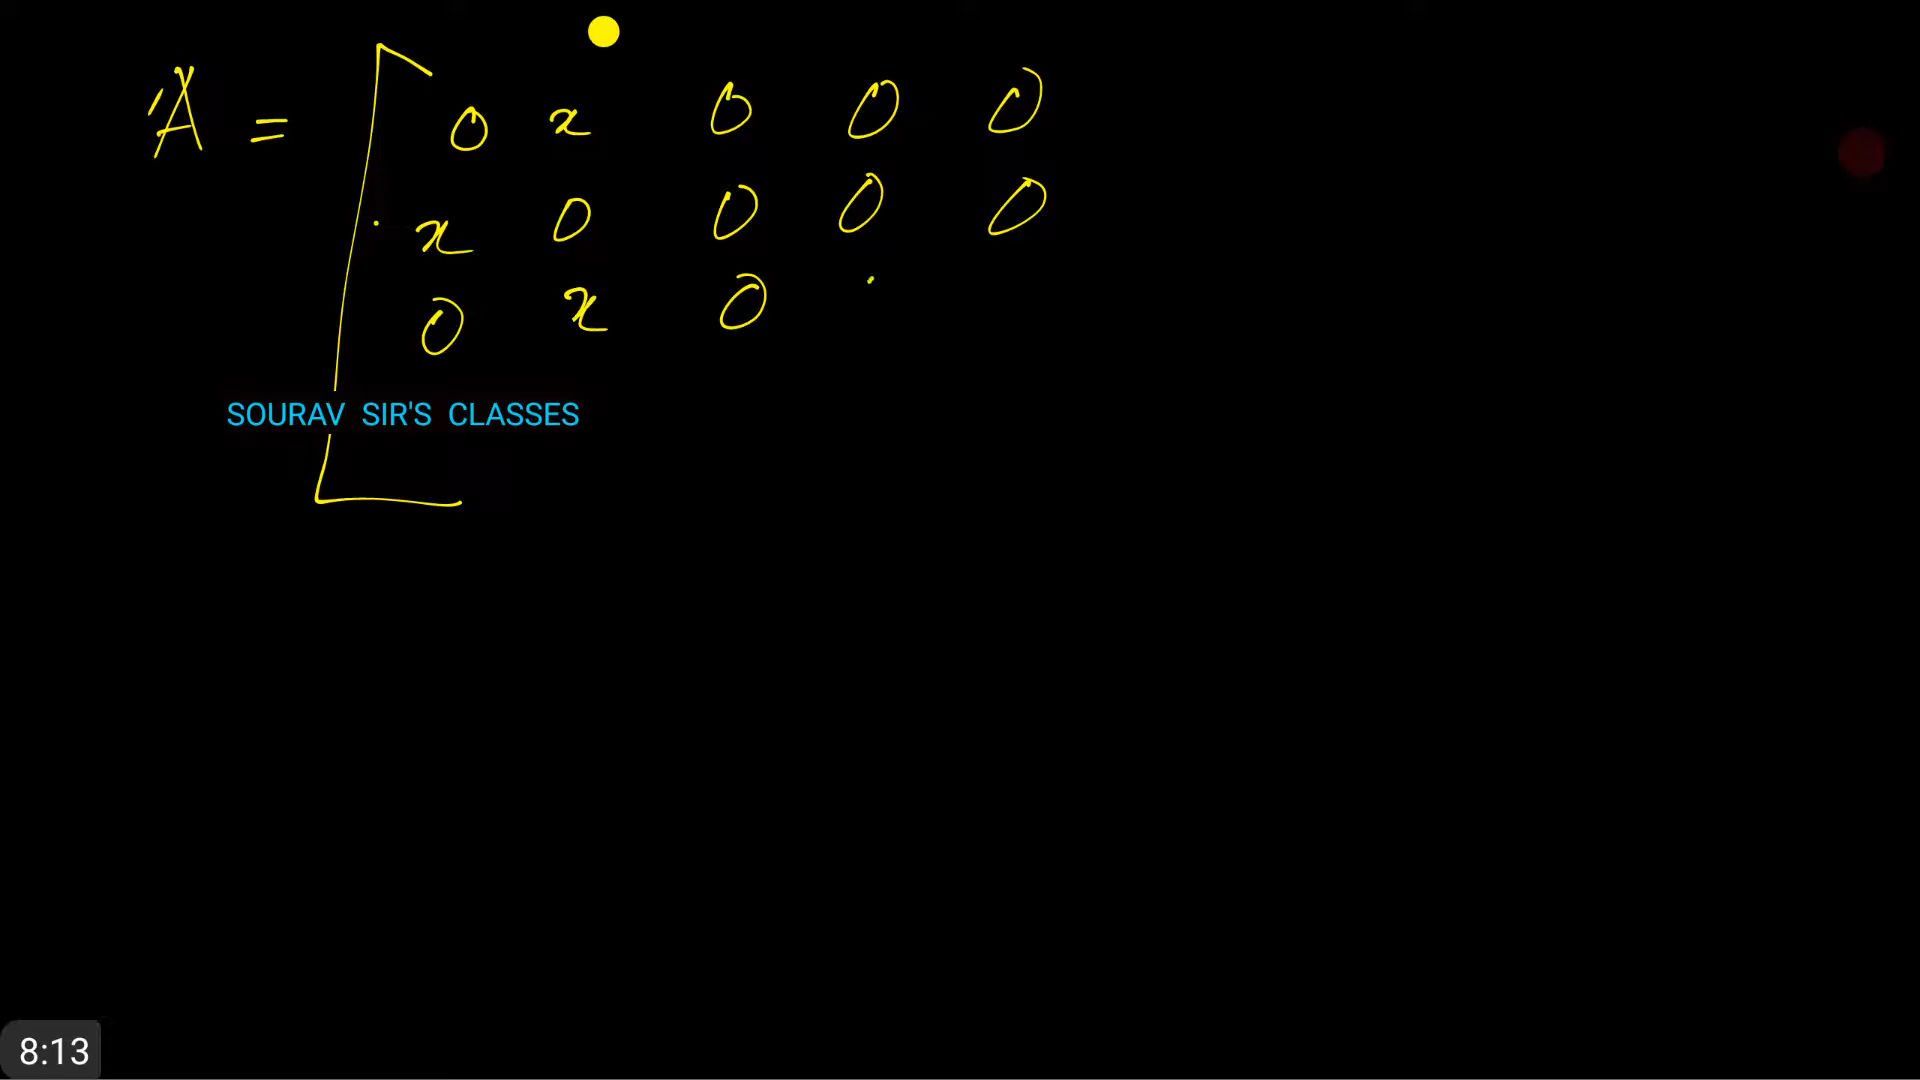 A = [ 0 x 0 0 0
x 0 0 0 0
0 x 0
SOURAV SIR'S CLASSES
8:13